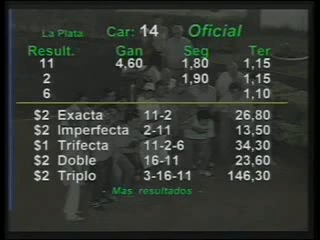 La Plata Car: 14 Oficial
Result. Gan Seg Ter
11 4,60 1,80 1,15
2 1,90 1,15
6 1,10
$2 Exacta 11-2 26,80
$2 Imperfecta 2-11 13,50
$1 Trifecta 11-2-6 34,30
$2 Doble 16-11 23,60
$2 Triplo 3-16-11 146,30
- Mas resultados -